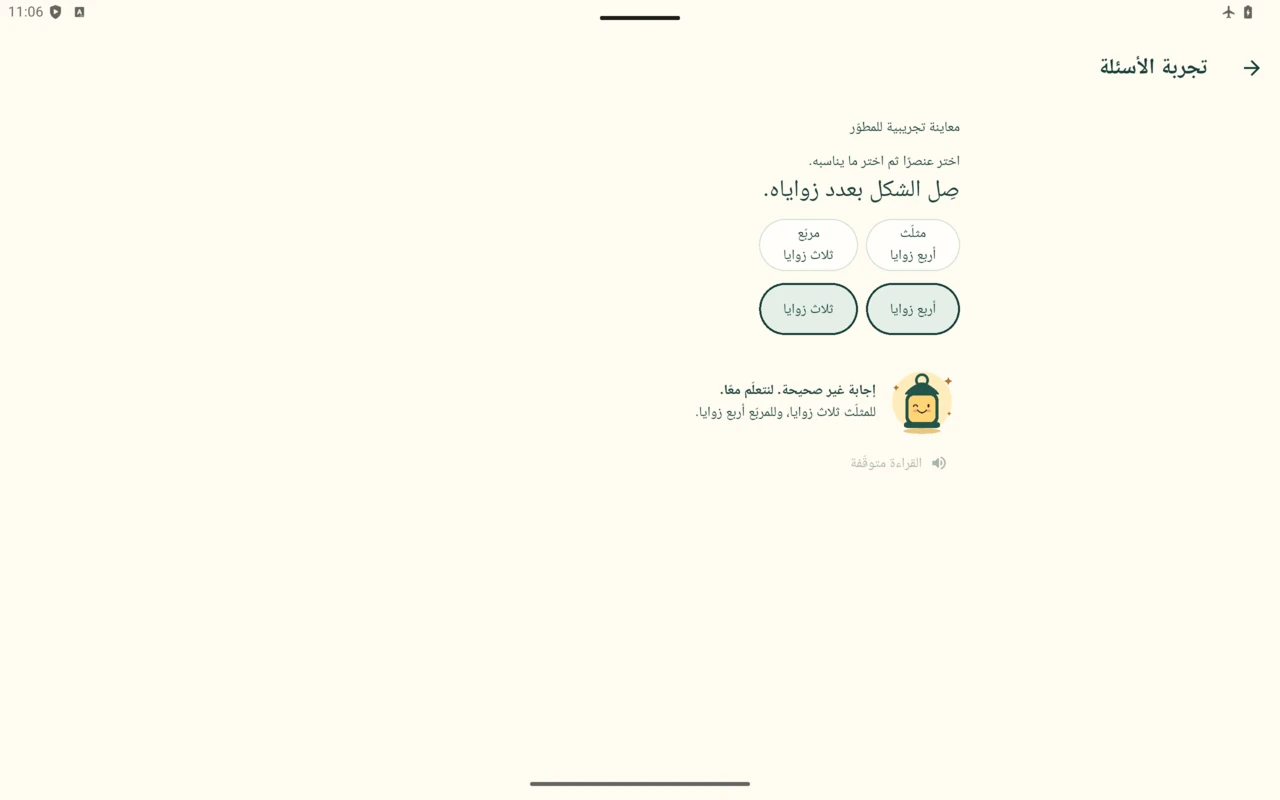 11:06
تجربة الأسئلة
معاينة تجريبية للمطوّر
اختر عنصرًا ثم اختر ما يناسبه.
صِل الشكل بعدد زواياه.
مثلّث
أربع زوايا
مربّع
ثلاث زوايا
أربع زوايا
ثلاث زوايا
إجابة غير صحيحة. لنتعلّم معًا.
للمثلّث ثلاث زوايا، وللمربّع أربع زوايا.
القراءة متوقّفة